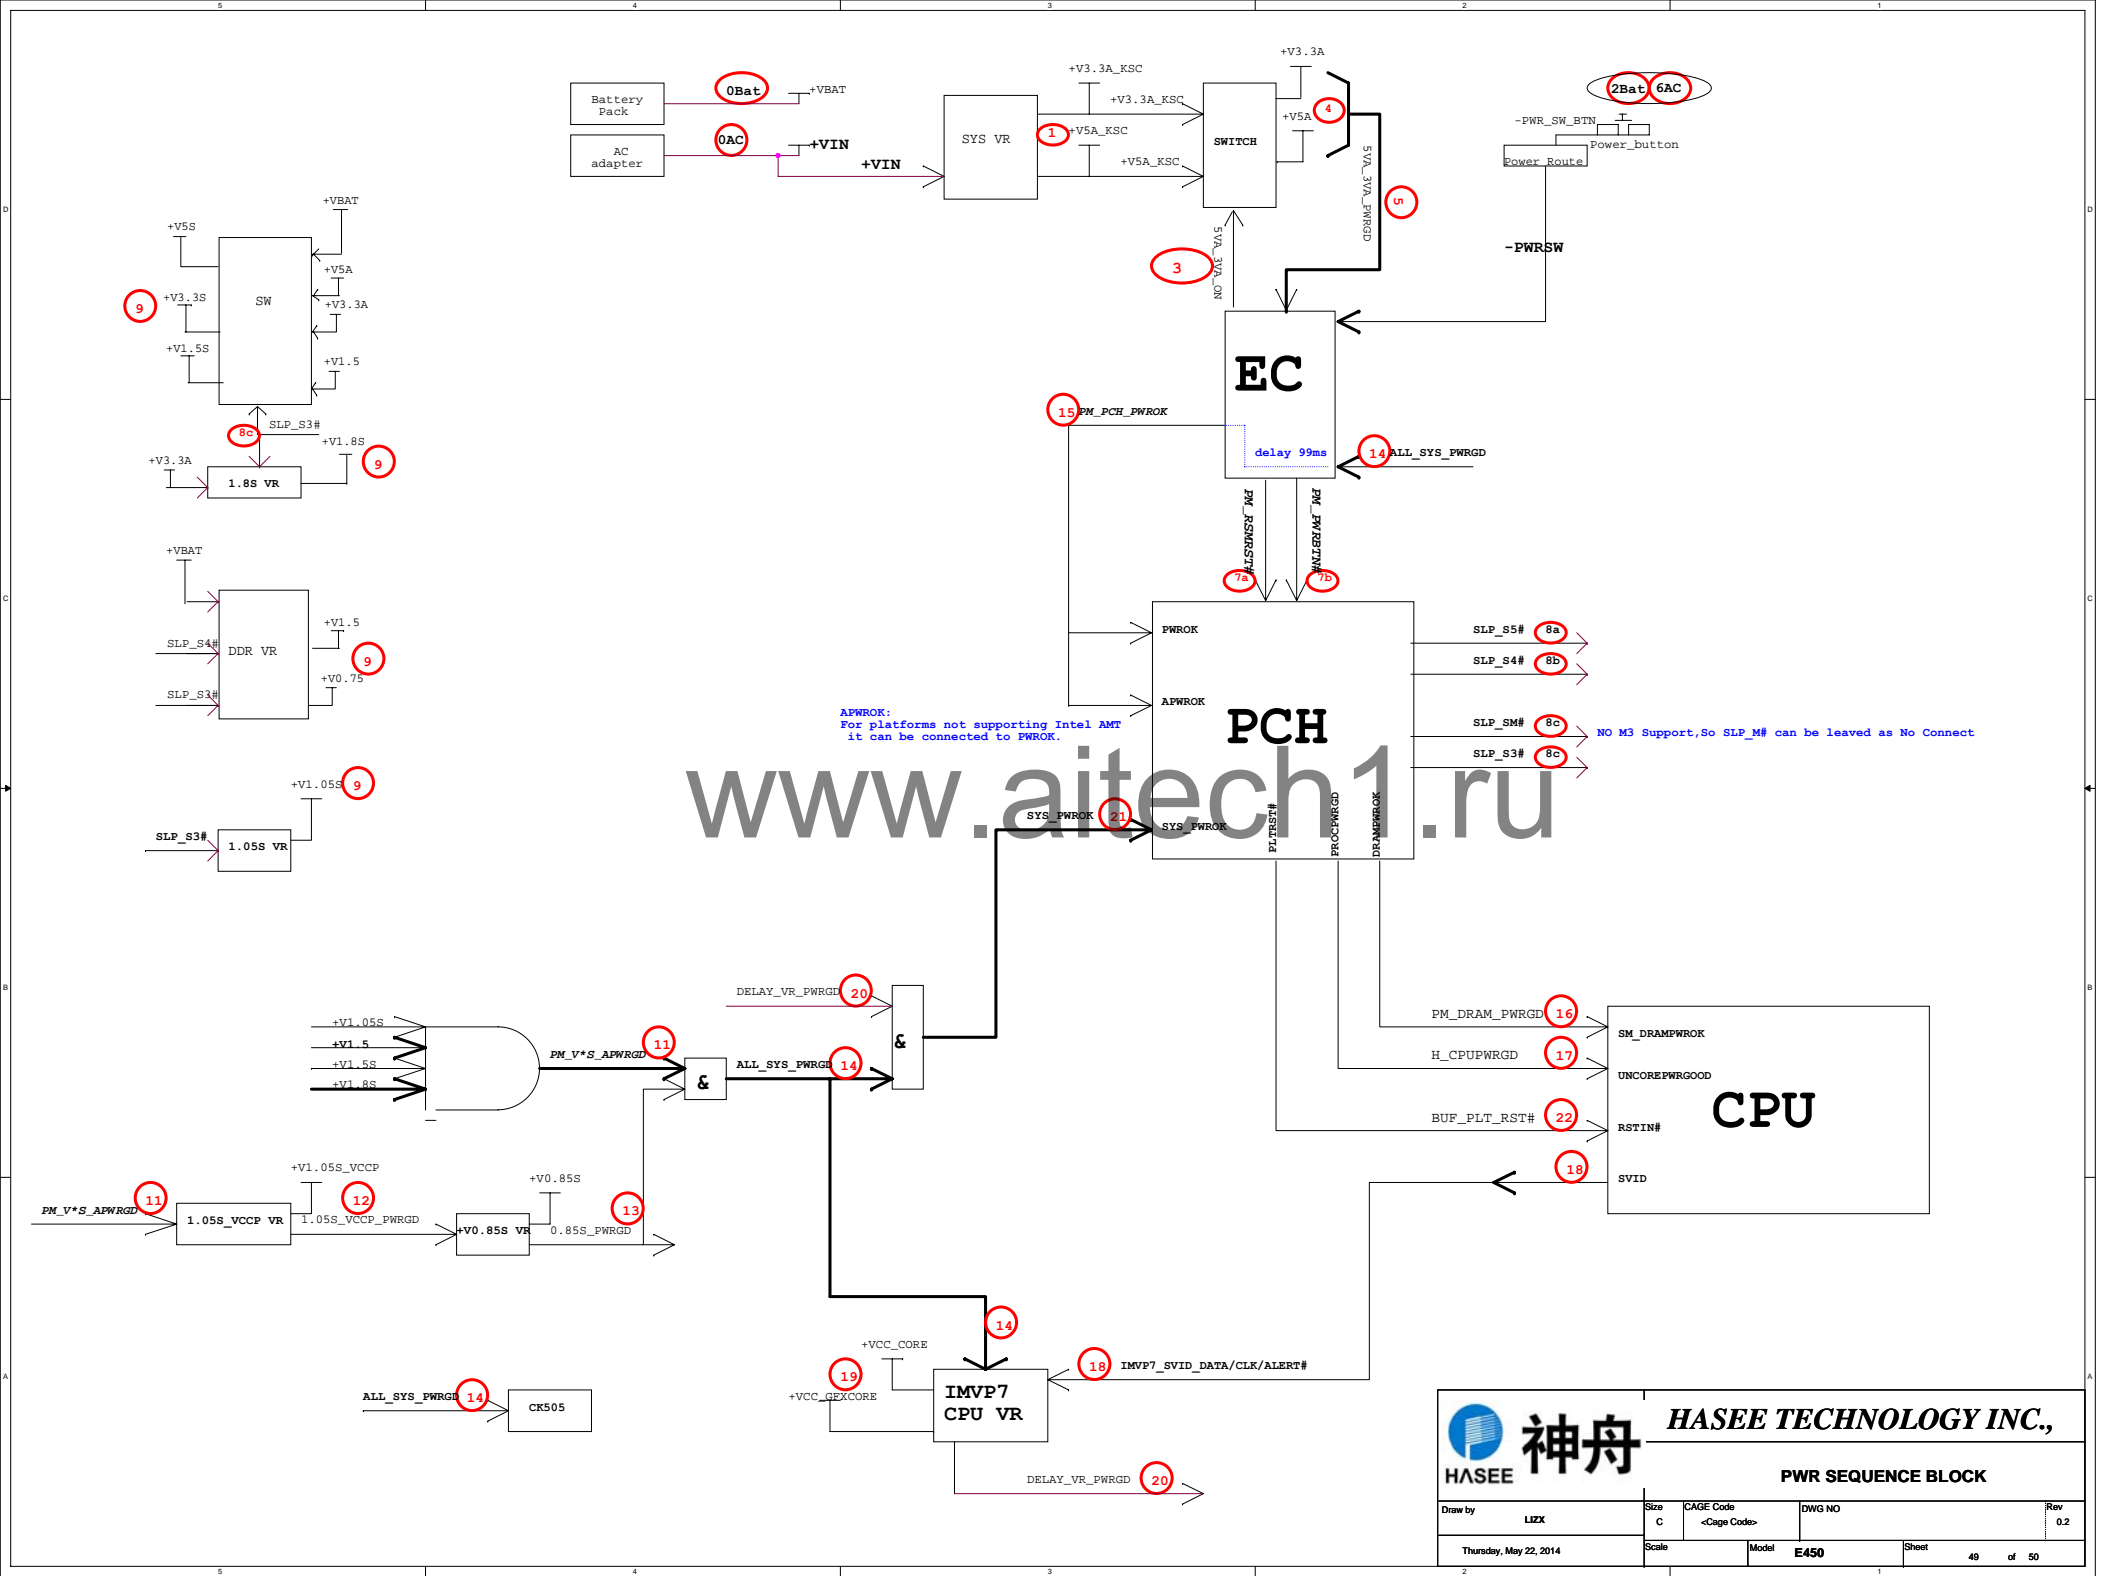 5 4 3 2 1
Battery
Pack
0Bat
+VBAT
AC
adapter
0AC
+VIN
+VIN
SYS VR
1
+V3.3A_KSC
+V3.3A_KSC
+V5A_KSC
+V5A_KSC
SWITCH
+V3.3A
+V5A
4
5VA_3VA_PWRGD
5
2Bat 6AC
-PWR_SW_BTN
Power_button
Power Route
-PWRSW
3
5VA_3VA_ON
D
D
+VBAT
+V5S
+V5A
SW
+V3.3S
9
+V3.3A
+V1.5S
+V1.5
8c
SLP_S3#
+V1.8S
9
+V3.3A
1.8S VR
EC
15
PM_PCH_PWROK
delay 99ms
14
ALL_SYS_PWRGD
PM_RSMRST#
PM_PWRBTN#
7a
7b
+VBAT
C
C
SLP_S4#
DDR VR
+V1.5
9
SLP_S3#
+V0.75
PWROK
APWROK
PCH
SLP_S5# 8a
SLP_S4# 8b
SLP_SM# 8c
NO M3 Support,So SLP_M# can be leaved as No Connect
SLP_S3# 8c
APWROK:
For platforms not supporting Intel AMT
it can be connected to PWROK.
www.aitech1.ru
+V1.05S
9
SLP_S3#
1.05S VR
SYS_PWROK
21
SYS_PWROK
PLTRST#
PROCPWRGD
DRAMPWROK
B
B
DELAY_VR_PWRGD
20
&
+V1.05S
+V1.5
+V1.5S
+V1.8S
PM_V*S_APWRGD
11
&
ALL_SYS_PWRGD
14
PM_DRAM_PWRGD 16
SM_DRAMPWROK
H_CPUPWRGD 17
UNCOREPWRGOOD
CPU
BUF_PLT_RST# 22
RSTIN#
18
SVID
PM_V*S_APWRGD
11
1.05S_VCCP VR
+V1.05S_VCCP
12
1.05S_VCCP_PWRGD
+V0.85S VR
+V0.85S
0.85S_PWRGD
13
14
+VCC_CORE
19
+VCC_GFXCORE
IMVP7
CPU VR
18
IMVP7_SVID_DATA/CLK/ALERT#
DELAY_VR_PWRGD
20
ALL_SYS_PWRGD
14
CK505
A
A
HASEE
神舟
HASEE TECHNOLOGY INC.,
PWR SEQUENCE BLOCK
Draw by
LIZX
Size
C
CAGE Code
<Cage Code>
DWG NO
Rev
0.2
Thursday, May 22, 2014
Scale
Model
E450
Sheet
49 of 50
5 4 3 2 1